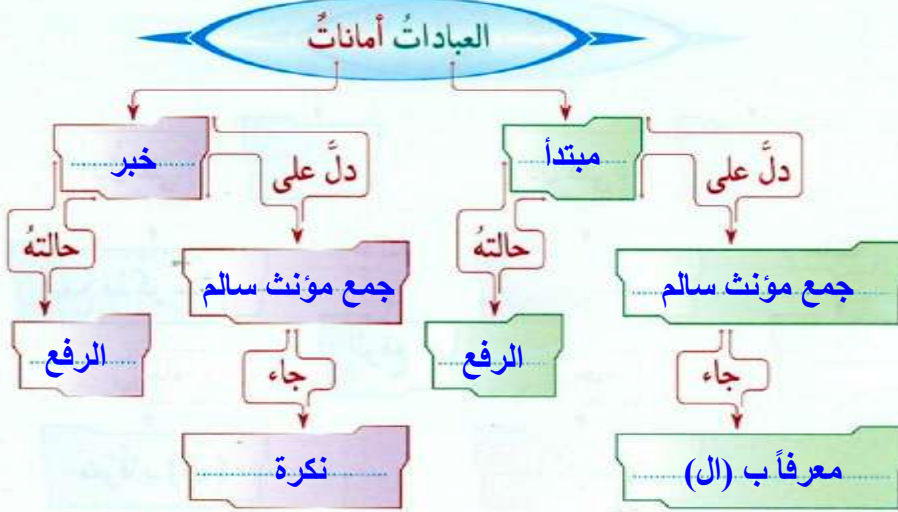 العباداتُ أماناتٌ
مبتدأ
دلَّ على
حالتهُ
جمع مؤنث سالم
الرفع
جاء
معرفاً ب (ال)
خبر
دلَّ على
حالتهُ
جمع مؤنث سالم
الرفع
جاء
نكرة